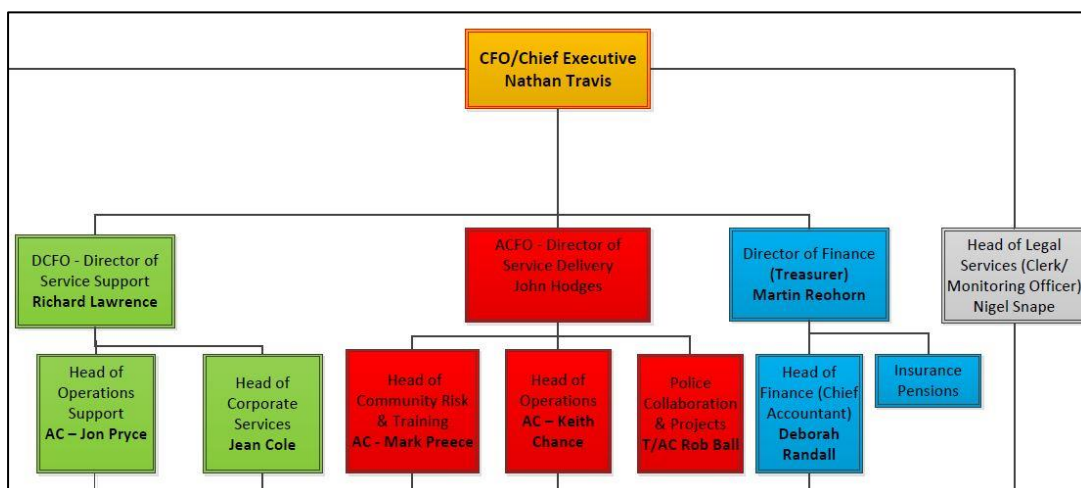 CFO/Chief Executive
Nathan Travis
DCFO - Director of
Service Support
Richard Lawrence
ACFO - Director of
Service Delivery
John Hodges
Director of Finance
(Treasurer)
Martin Reohorn
Head of Legal
Services (Clerk/
Monitoring Officer)
Nigel Snape
Head of
Operations
Support
AC – Jon Pryce
Head of
Corporate
Services
Jean Cole
Head of
Community Risk
& Training
AC - Mark Preece
Head of
Operations
AC – Keith
Chance
Police
Collaboration
& Projects
T/AC Rob Ball
Head of
Finance (Chief
Accountant)
Deborah
Randall
Insurance
Pensions